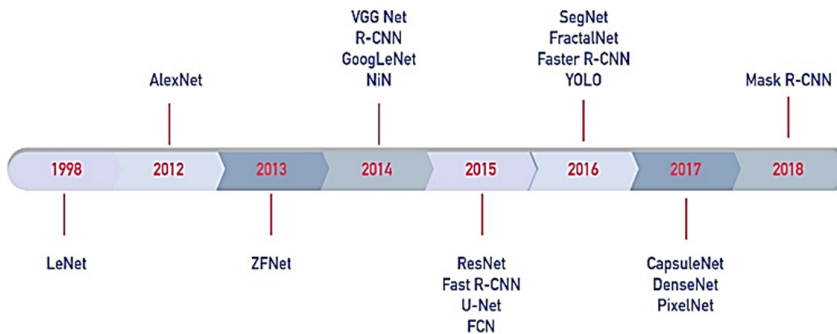 VGG Net
R-CNN
GoogLeNet
NiN
SegNet
FractalNet
Faster R-CNN
YOLO
AlexNet
Mask R-CNN
1998
2012
2013
2014
2015
2016
2017
2018
LeNet
ZFNet
ResNet
Fast R-CNN
U-Net
FCN
CapsuleNet
DenseNet
PixelNet